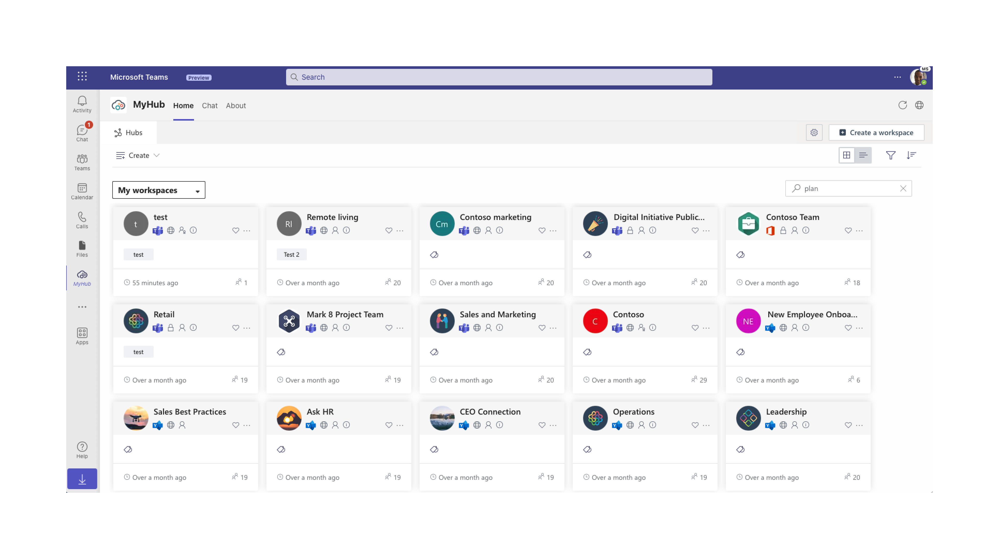 Microsoft Teams Preview Search MS
Activity
1
Chat
Teams
Calendar
Calls
Files
MyHub
Apps
Help
MyHub Home Chat About
Hubs Create a workspace
Create
My workspaces plan
t test
test
55 minutes ago 1
Rl Remote living
Test 2
Over a month ago 20
Cm Contoso marketing
Over a month ago 20
Digital Initiative Public...
Over a month ago 20
Contoso Team
Over a month ago 18
Retail
test
Over a month ago 19
Mark 8 Project Team
Over a month ago 19
Sales and Marketing
Over a month ago 20
C Contoso
Over a month ago 29
NE New Employee Onboa...
Over a month ago 6
Sales Best Practices
Over a month ago 19
Ask HR
Over a month ago 19
CEO Connection
Over a month ago 19
Operations
Over a month ago 19
Leadership
Over a month ago 20